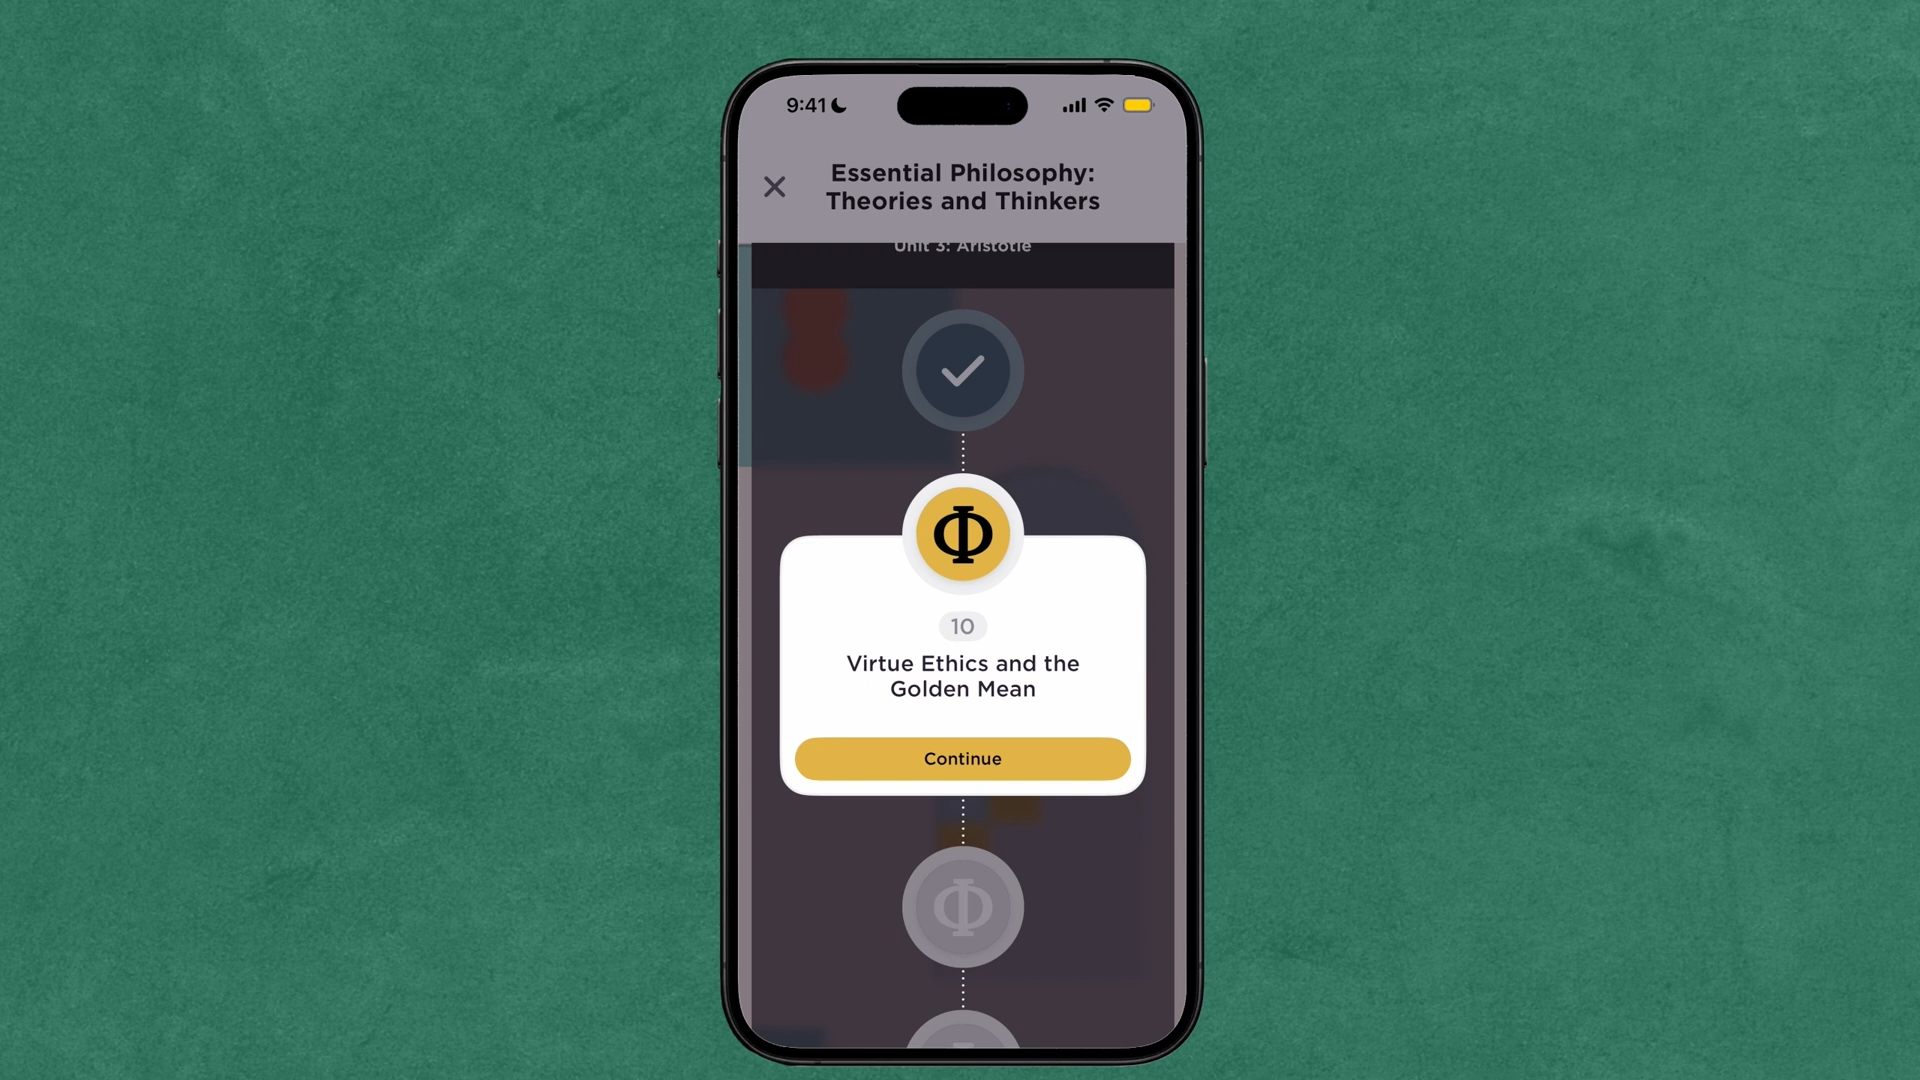 9:41
Essential Philosophy:
Theories and Thinkers
Unit 3: Aristotle
Φ
10
Virtue Ethics and the
Golden Mean
Continue
Φ